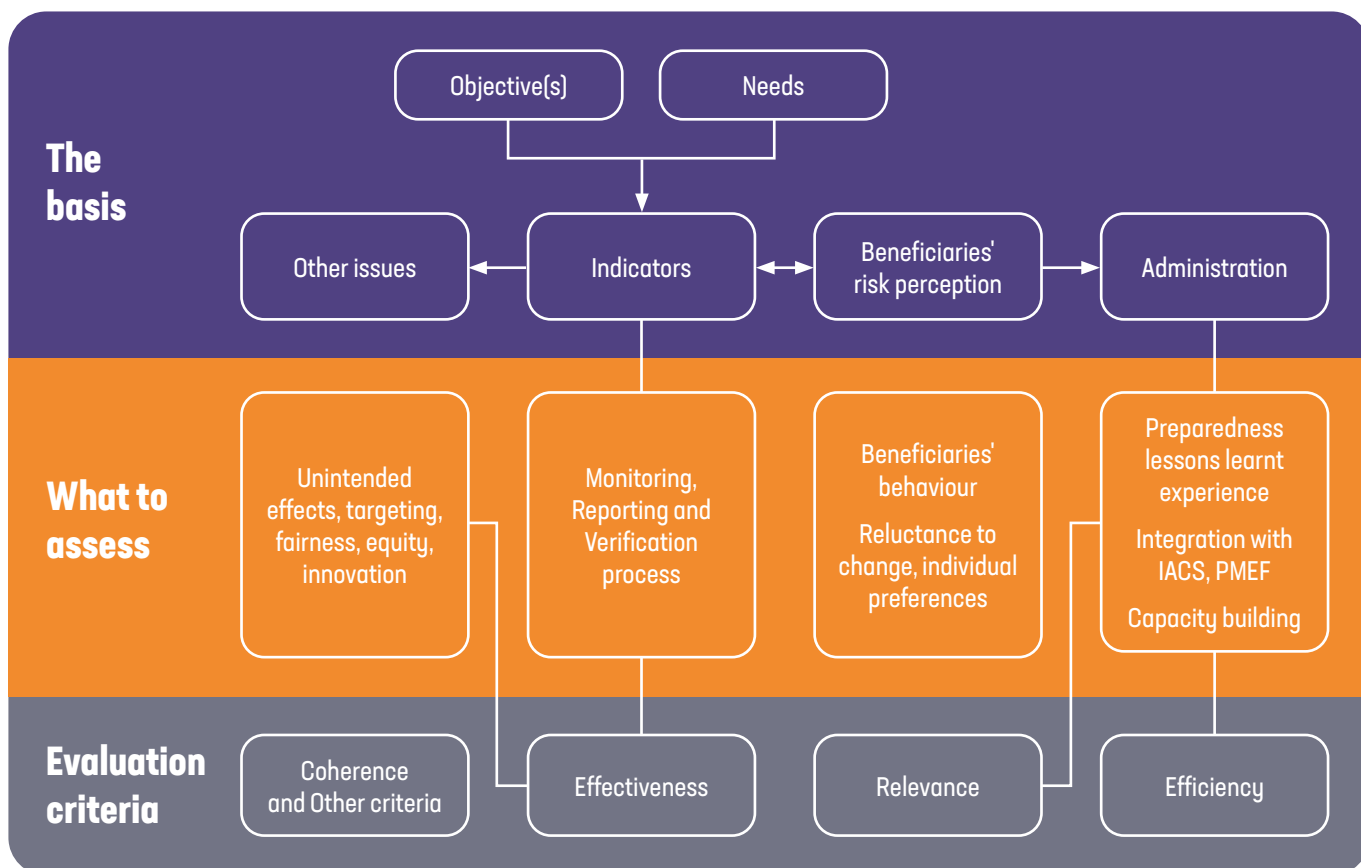 The
basis
Objective(s)
Needs
Other issues
Indicators
Beneficiaries'
risk perception
Administration
What to
assess
Unintended
effects, targeting,
fairness, equity,
innovation
Monitoring,
Reporting and
Verification
process
Beneficiaries'
behaviour
Reluctance to
change, individual
preferences
Preparedness
lessons learnt
experience
Integration with
IACS, PMEF
Capacity building
Evaluation
criteria
Coherence
and Other criteria
Effectiveness
Relevance
Efficiency